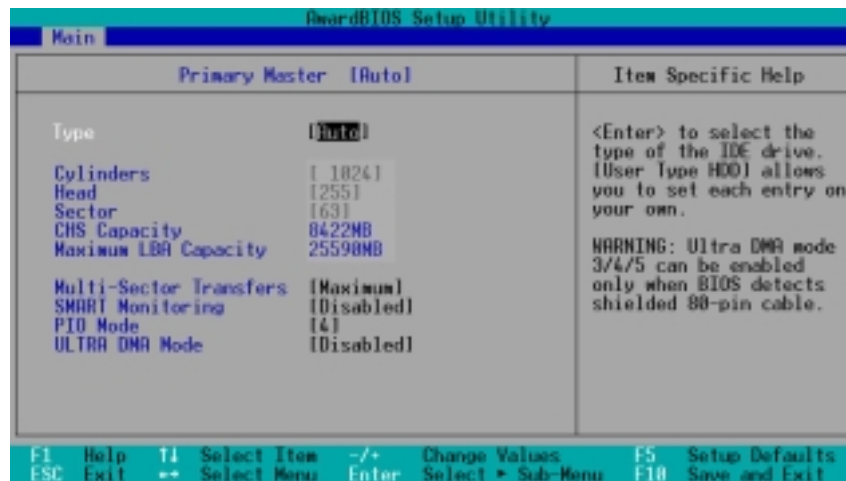 AwardBIOS Setup Utility
Main
Primary Master [Auto]
Item Specific Help
Type [Auto]
Cylinders [ 1024]
Head [255]
Sector [63]
CHS Capacity 8422MB
Maximum LBA Capacity 25590MB
Multi-Sector Transfers [Maximum]
SMART Monitoring [Disabled]
PIO Mode [4]
ULTRA DMA Mode [Disabled]
<Enter> to select the
type of the IDE drive.
[User Type HDD] allows
you to set each entry on
your own.
WARNING: Ultra DMA mode
3/4/5 can be enabled
only when BIOS detects
shielded 80-pin cable.
F1 Help ↑↓ Select Item -/+ Change Values F5 Setup Defaults
ESC Exit ←→ Select Menu Enter Select ► Sub-Menu F10 Save and Exit